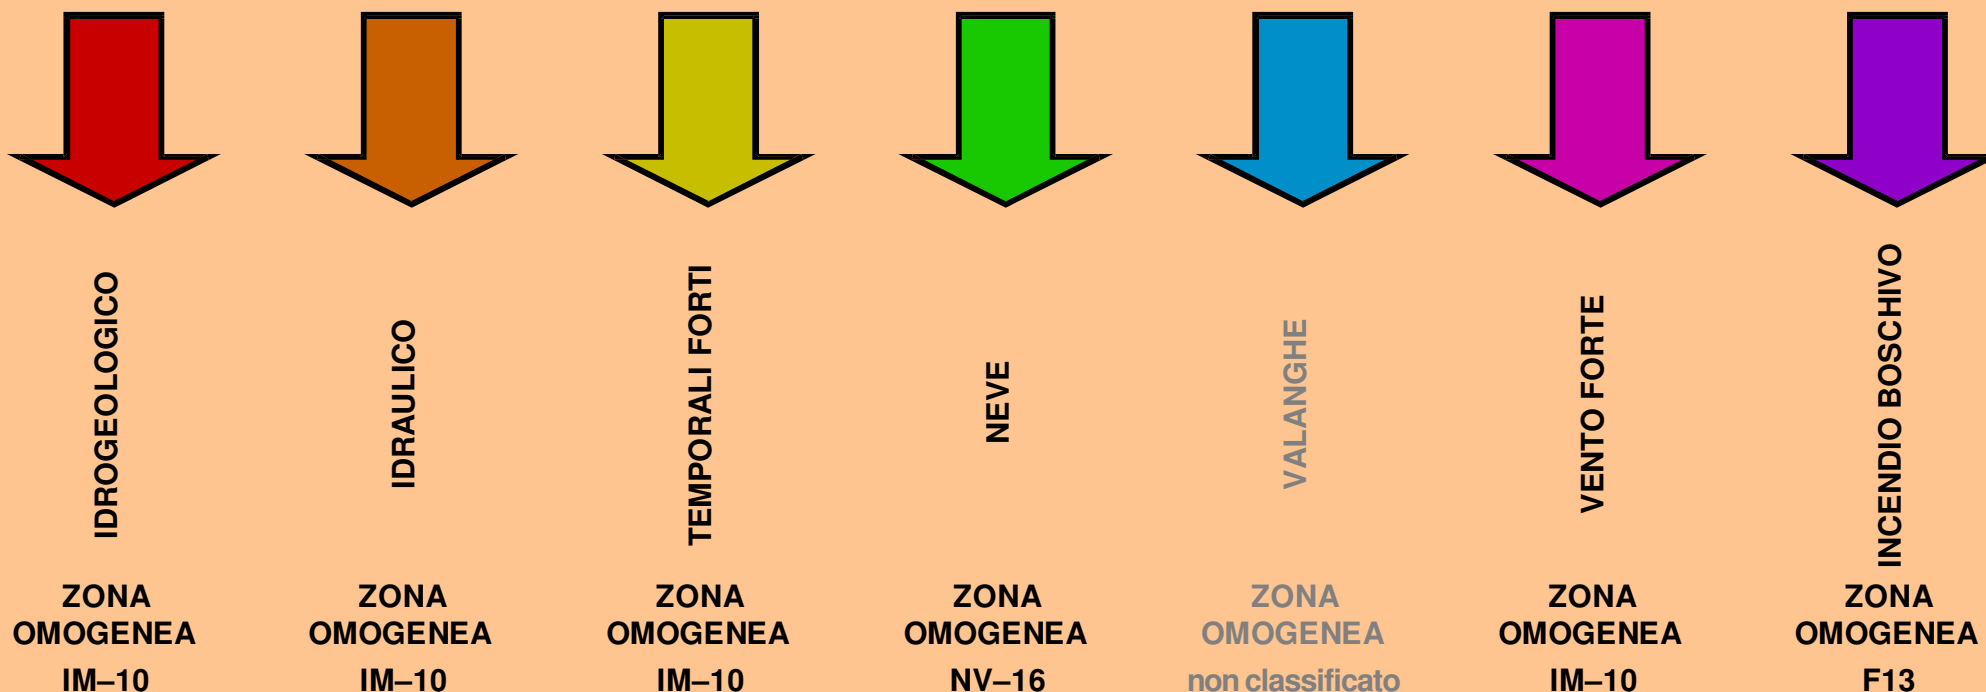 IDROGEOLOGICO
ZONA
OMOGENEA
IM–10
IDRAULICO
ZONA
OMOGENEA
IM–10
TEMPORALI FORTI
ZONA
OMOGENEA
IM–10
NEVE
ZONA
OMOGENEA
NV–16
VALANGHE
ZONA
OMOGENEA
non classificato
VENTO FORTE
ZONA
OMOGENEA
IM–10
INCENDIO BOSCHIVO
ZONA
OMOGENEA
F13